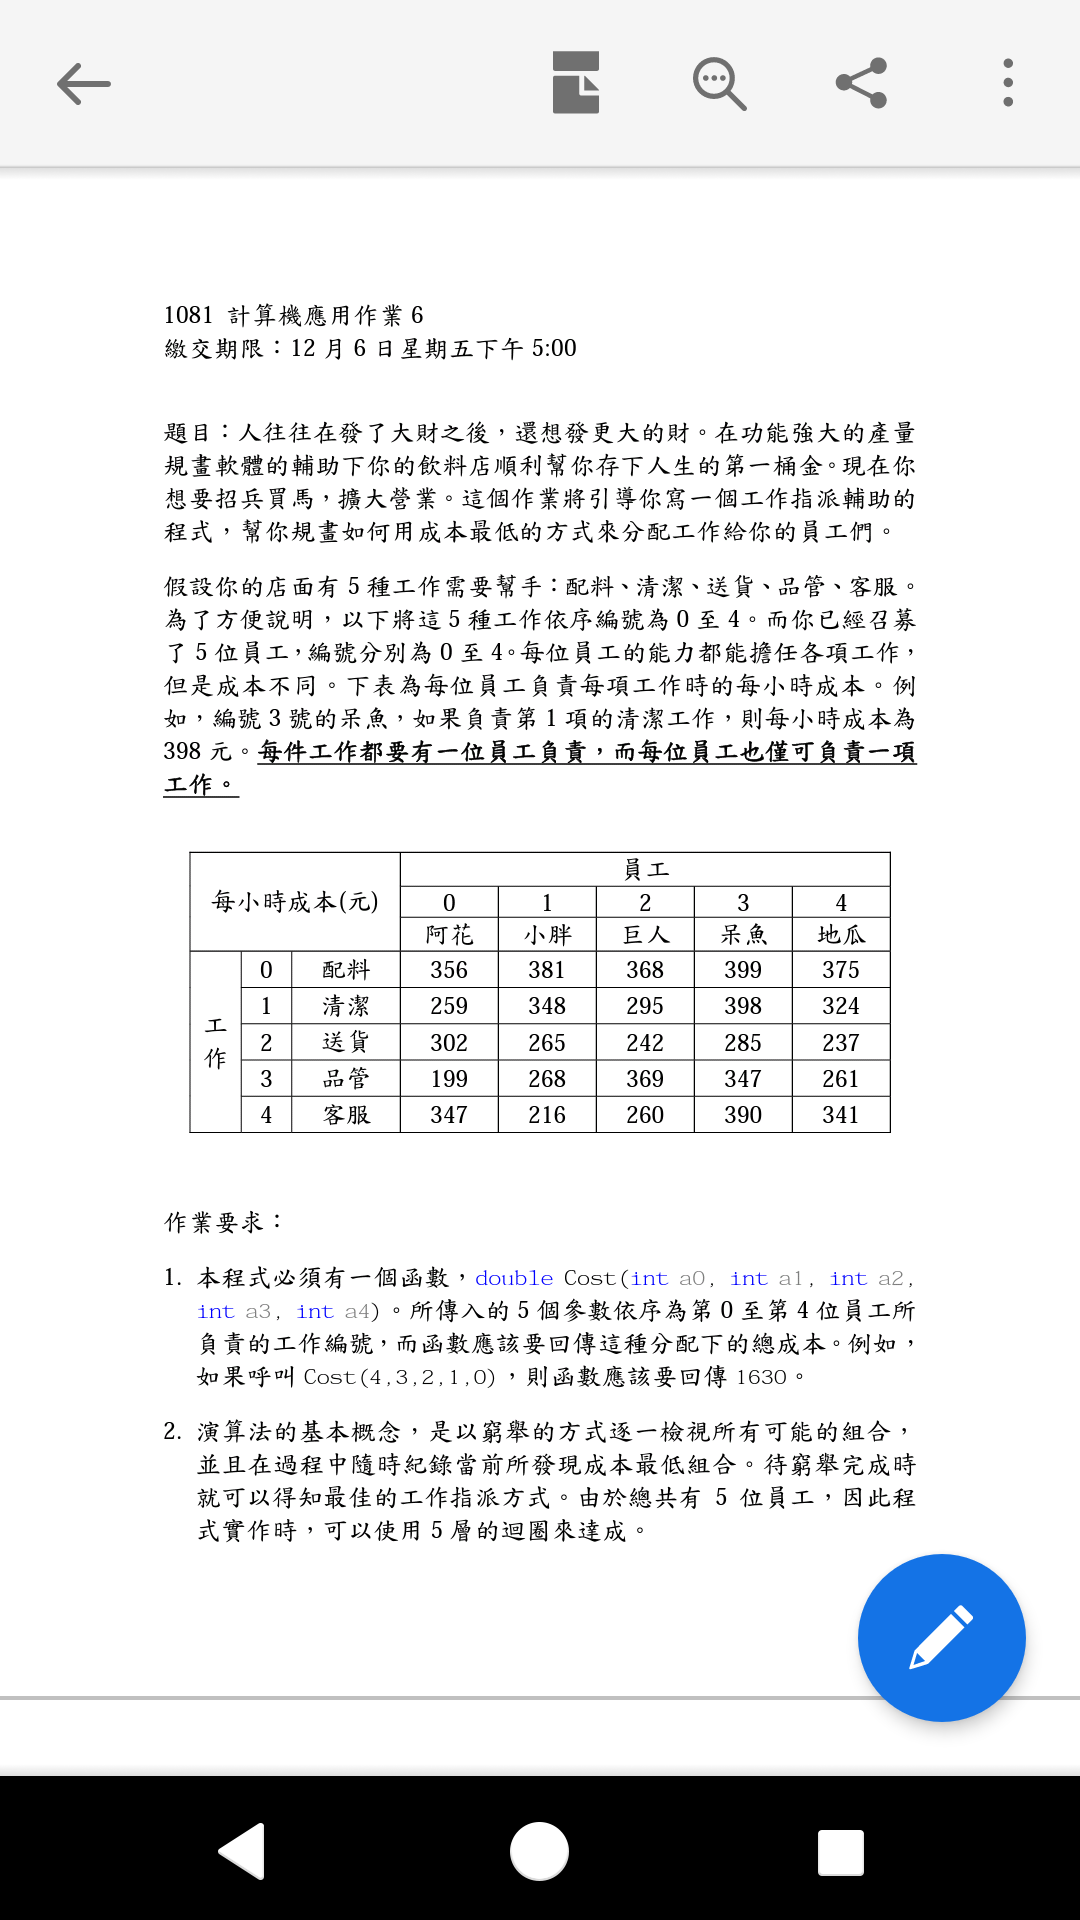 1081 計算機應用作業 6
繳交期限：12 月 6 日星期五下午 5:00
題目：人往往在發了大財之後，還想發更大的財。在功能強大的產量
規畫軟體的輔助下你的飲料店順利幫你存下人生的第一桶金。現在你
想要招兵買馬，擴大營業。這個作業將引導你寫一個工作指派輔助的
程式，幫你規畫如何用成本最低的方式來分配工作給你的員工們。
假設你的店面有 5 種工作需要幫手：配料、清潔、送貨、品管、客服。
為了方便說明，以下將這 5 種工作依序編號為 0 至 4。而你已經召募
了 5 位員工，編號分別為 0 至 4。每位員工的能力都能擔任各項工作，
但是成本不同。下表為每位員工負責每項工作時的每小時成本。例
如，編號 3 號的呆魚，如果負責第 1 項的清潔工作，則每小時成本為
398 元。每件工作都要有一位員工負責，而每位員工也僅可負責一項
工作。
每小時成本(元) 員工
0 1 2 3 4
阿花 小胖 巨人 呆魚 地瓜
工作
0 配料 356 381 368 399 375
1 清潔 259 348 295 398 324
2 送貨 302 265 242 285 237
3 品管 199 268 369 347 261
4 客服 347 216 260 390 341
作業要求：
1. 本程式必須有一個函數，double Cost(int a0, int a1, int a2,
int a3, int a4)。所傳入的 5 個參數依序為第 0 至第 4 位員工所
負責的工作編號，而函數應該要回傳這種分配下的總成本。例如，
如果呼叫 Cost(4,3,2,1,0)，則函數應該要回傳 1630。
2. 演算法的基本概念，是以窮舉的方式逐一檢視所有可能的組合，
並且在過程中隨時紀錄當前所發現成本最低組合。待窮舉完成時
就可以得知最佳的工作指派方式。由於總共有 5 位員工，因此程
式實作時，可以使用 5 層的迴圈來達成。